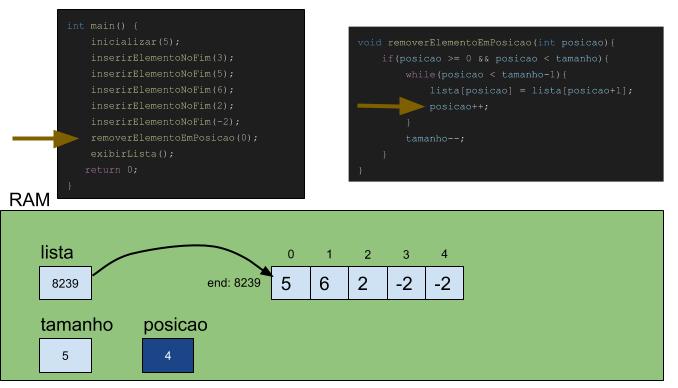 int main() {
inicializar(5);
inserirElementoNoFim(3);
inserirElementoNoFim(5);
inserirElementoNoFim(6);
inserirElementoNoFim(2);
inserirElementoNoFim(-2);
removerElementoEmPosicao(0);
exibirLista();
return 0;
}
void removerElementoEmPosicao(int posicao){
if(posicao >= 0 && posicao < tamanho){
while(posicao < tamanho-1){
lista[posicao] = lista[posicao+1];
posicao++;
}
tamanho--;
}
}
RAM
lista
8239
end: 8239
0 1 2 3 4
5 6 2 -2 -2
tamanho posicao
5 4